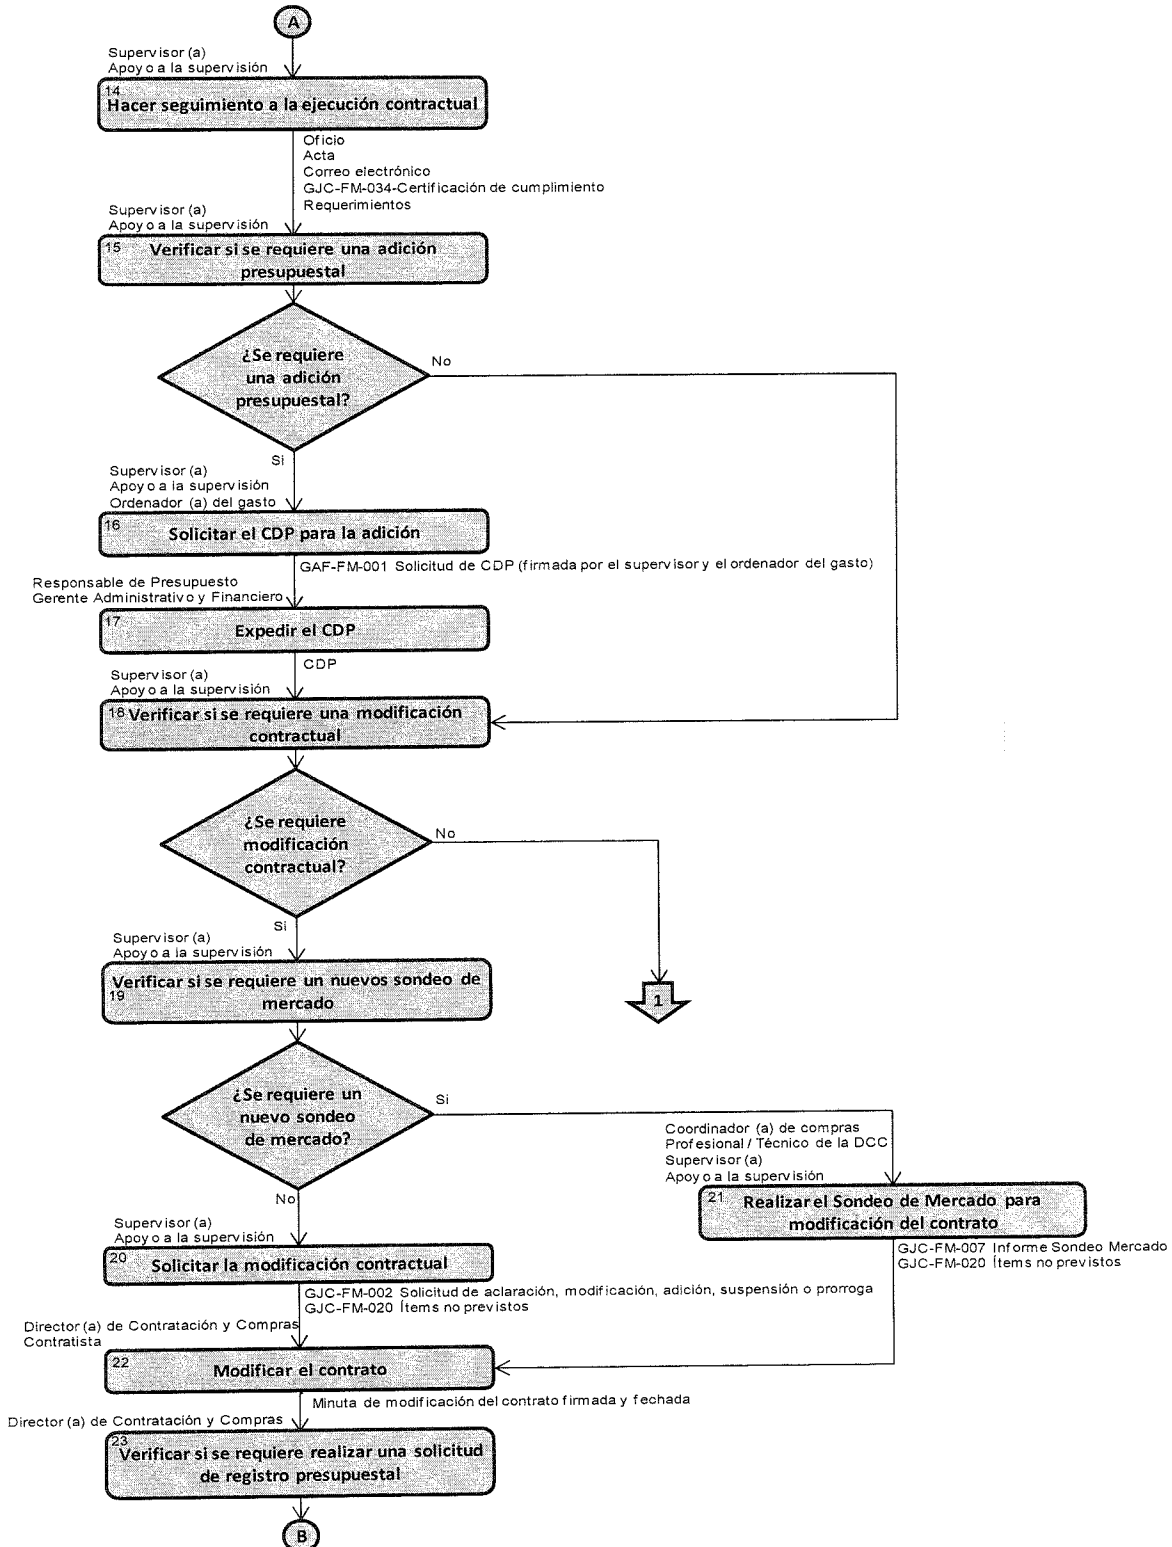 A
Supervisor (a)
Apoyo a la supervisión
14
Hacer seguimiento a la ejecución contractual
Oficio
Acta
Correo electrónico
GJC-FM-034-Certificación de cumplimiento
Requerimientos
Supervisor (a)
Apoyo a la supervisión
15
Verificar si se requiere una adición
presupuestal
¿Se requiere
una adición
presupuestal?
No
Si
Supervisor (a)
Apoyo a la supervisión
Ordenador (a) del gasto
16
Solicitar el CDP para la adición
GAF-FM-001 Solicitud de CDP (firmada por el supervisor y el ordenador del gasto)
Responsable de Presupuesto
Gerente Administrativo y Financiero
17
Expedir el CDP
CDP
Supervisor (a)
Apoyo a la supervisión
18 Verificar si se requiere una modificación
contractual
¿Se requiere
modificación
contractual?
No
Si
Supervisor (a)
Apoyo a la supervisión
Verificar si se requiere un nuevos sondeo de
19
mercado
1
¿Se requiere un
nuevo sondeo
de mercado?
Si
No
Coordinador (a) de compras
Profesional / Técnico de la DCC
Supervisor (a)
Apoyo a la supervisión
21
Realizar el Sondeo de Mercado para
modificación del contrato
GJC-FM-007 Informe Sondeo Mercado
GJC-FM-020 Ítems no previstos
Supervisor (a)
Apoyo a la supervisión
20
Solicitar la modificación contractual
GJC-FM-002 Solicitud de aclaración, modificación, adición, suspensión o prorroga
GJC-FM-020 Ítems no previstos
Director (a) de Contratación y Compras
Contratista
22
Modificar el contrato
Minuta de modificación del contrato firmada y fechada
Director (a) de Contratación y Compras
23
Verificar si se requiere realizar una solicitud
de registro presupuestal
B